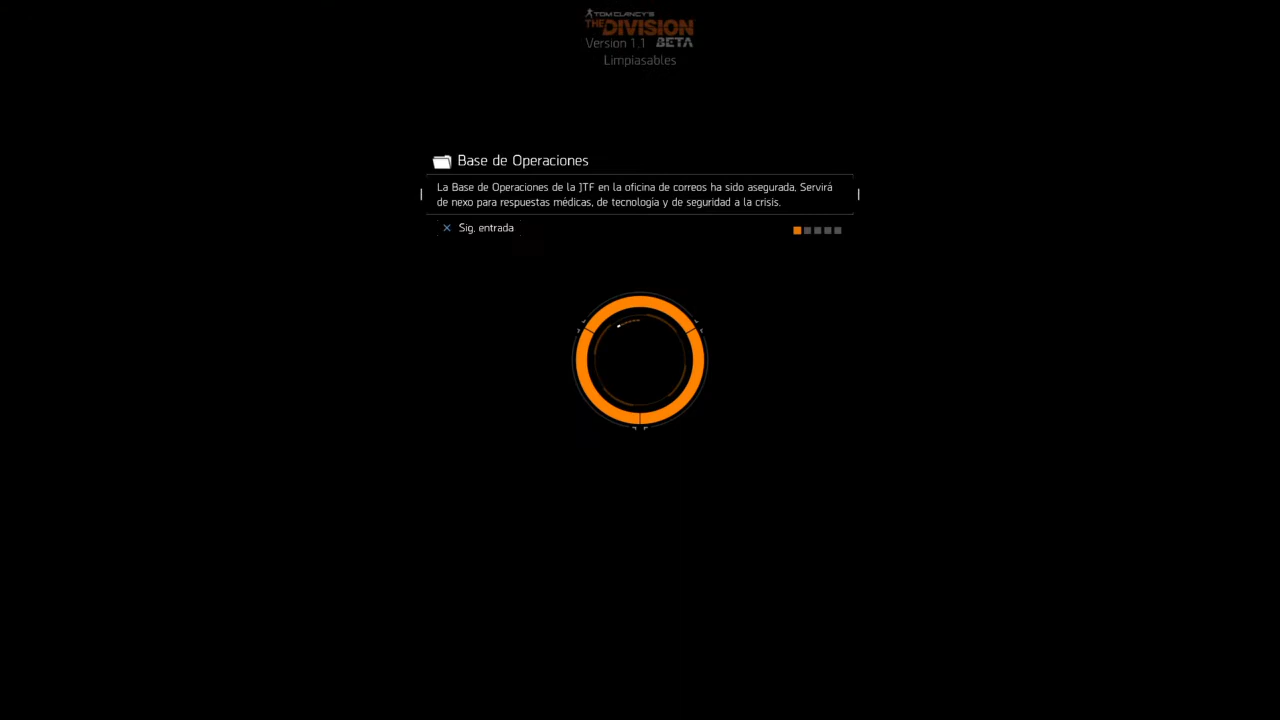 TOM CLANCY'S
THE DIVISION
Version 1.1 BETA
Limpiasables
Base de Operaciones
La Base de Operaciones de la JTF en la oficina de correos ha sido asegurada. Servirá
de nexo para respuestas médicas, de tecnología y de seguridad a la crisis.
Sig. entrada